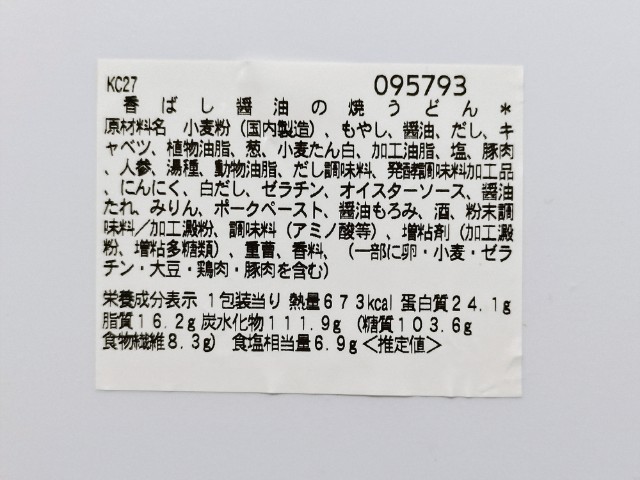 KC27 095793
香ばし醤油の焼うどん*
原材料名 小麦粉(国内製造)、もやし、醤油、だし、キ
ャベツ、植物油脂、葱、小麦たん白、加工油脂、塩、豚肉
、人参、湯種、動物油脂、だし調味料、発酵調味料加工品
、にんにく、白だし、ゼラチン、オイスターソース、醤油
たれ、みりん、ポークペースト、醤油もろみ、酒、粉末調
味料/加工澱粉、調味料(アミノ酸等)、増粘剤(加工澱
粉、増粘多糖類)、重曹、香料、(一部に卵・小麦・ゼラ
チン・大豆・鶏肉・豚肉を含む)
栄養成分表示 1包装当り 熱量673kcal 蛋白質24.1g
脂質16.2g 炭水化物111.9g (糖質103.6g
食物繊維8.3g) 食塩相当量6.9g<推定値>